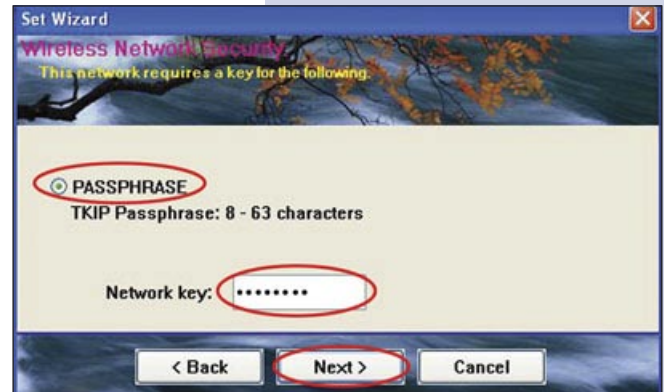 Set Wizard
Wireless Network Security
This network requires a key for the following.
PASSPHRASE
TKIP Passphrase: 8 - 63 characters
Network key: ••••••••
< Back Next > Cancel